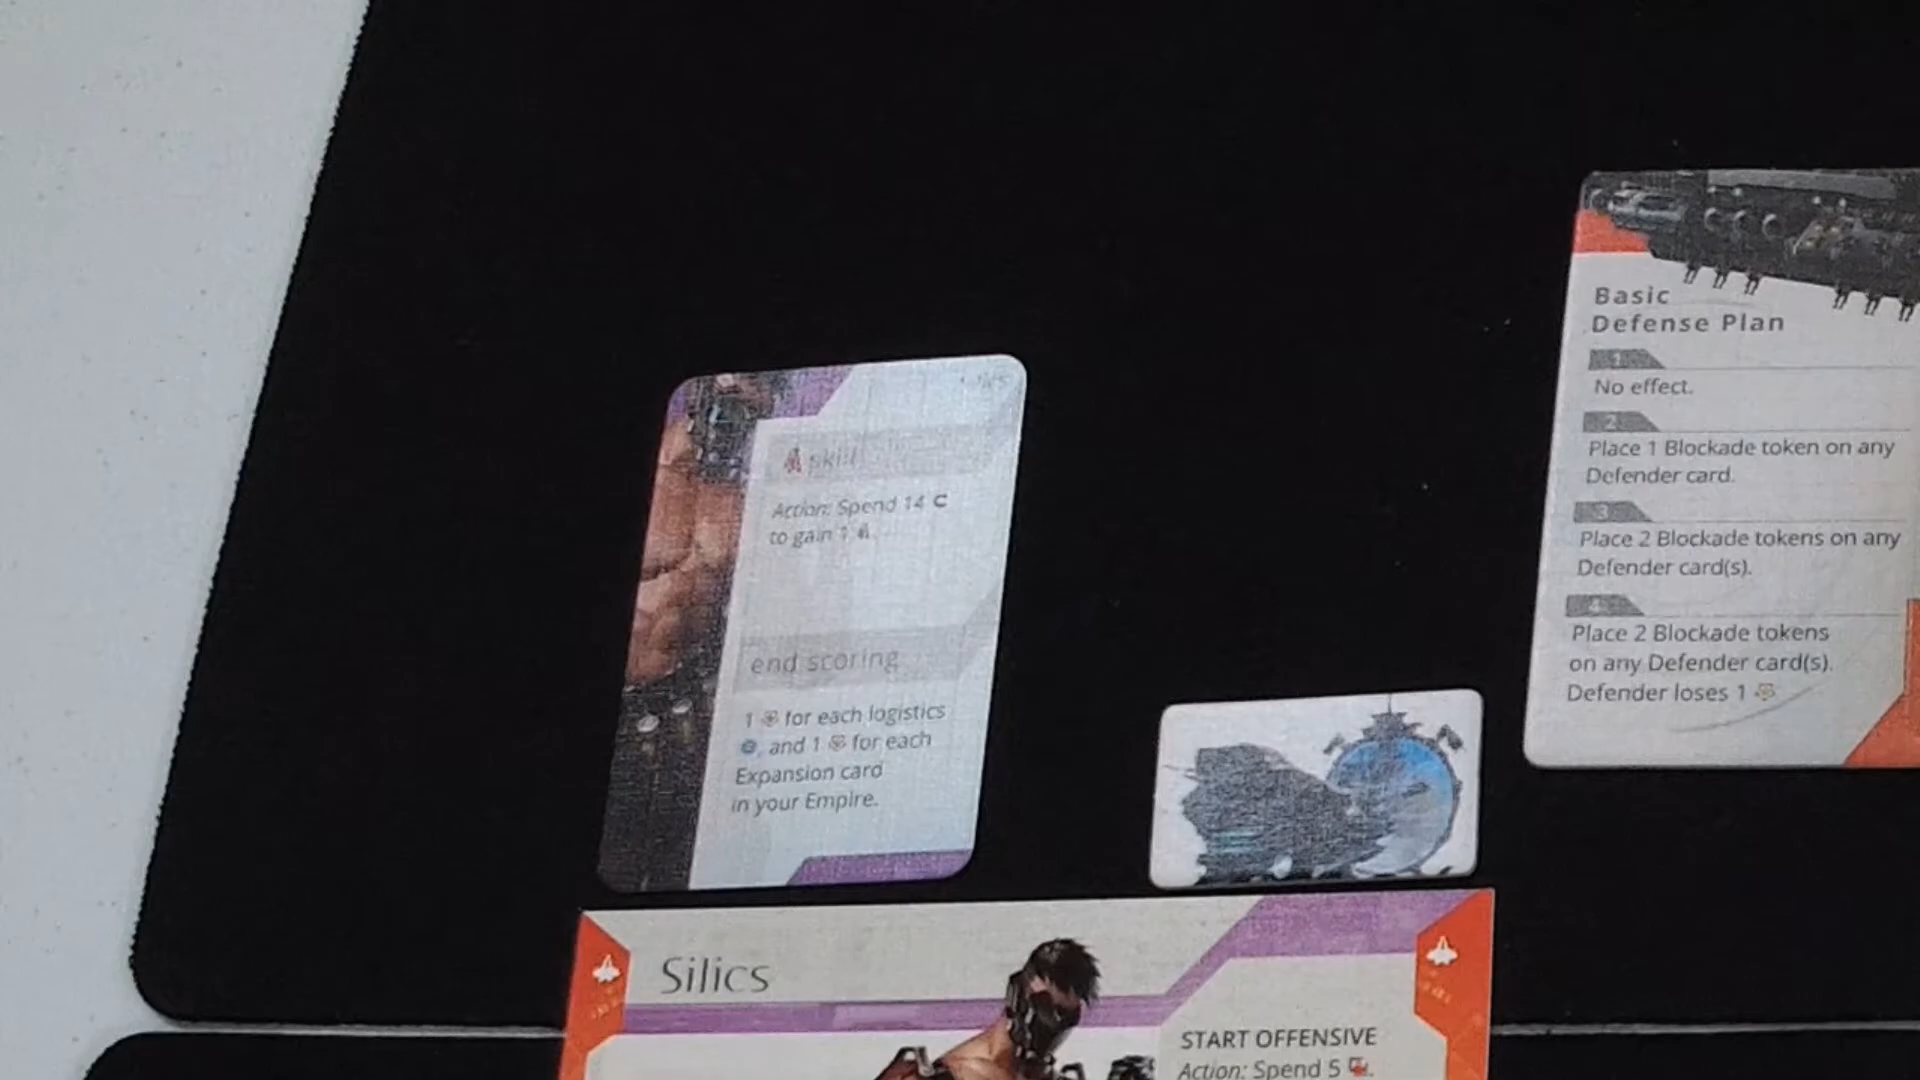 skill
Action: Spend 14 C
to gain 1
end scoring
1 for each logistics
, and 1 for each
Expansion card
in your Empire.
Basic
Defense Plan
1
No effect.
2
Place 1 Blockade token on any
Defender card.
3
Place 2 Blockade tokens on any
Defender card(s).
4
Place 2 Blockade tokens
on any Defender card(s).
Defender loses 1
Silics
START OFFENSIVE
Action: Spend 5